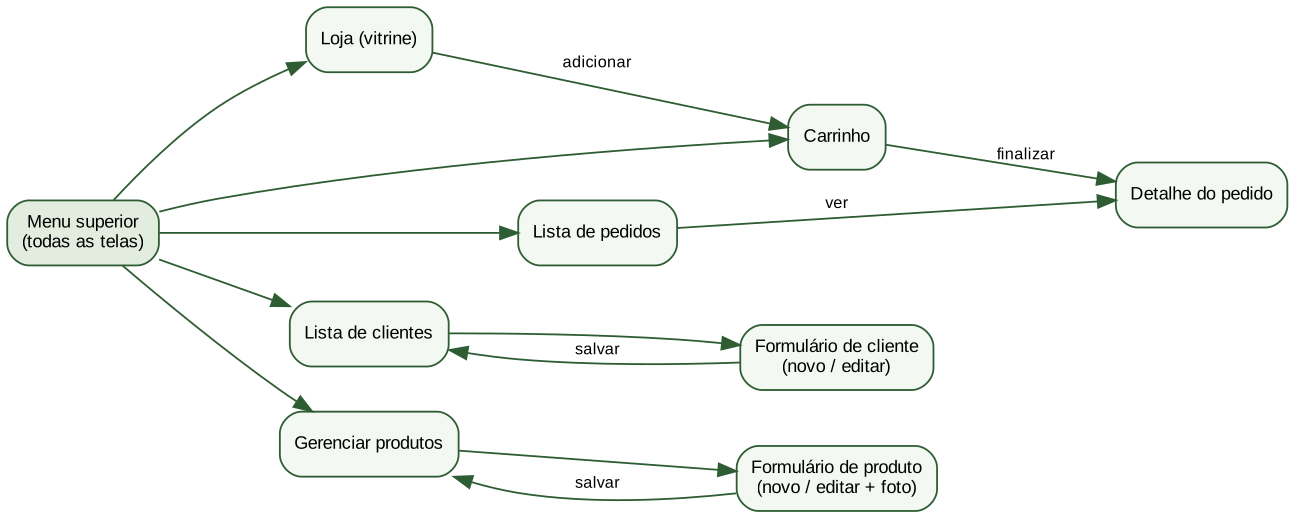 Loja (vitrine)
adicionar
Carrinho
finalizar
Detalhe do pedido
Menu superior
(todas as telas)
Lista de pedidos
ver
Lista de clientes
salvar
Formulário de cliente
(novo / editar)
Gerenciar produtos
salvar
Formulário de produto
(novo / editar + foto)